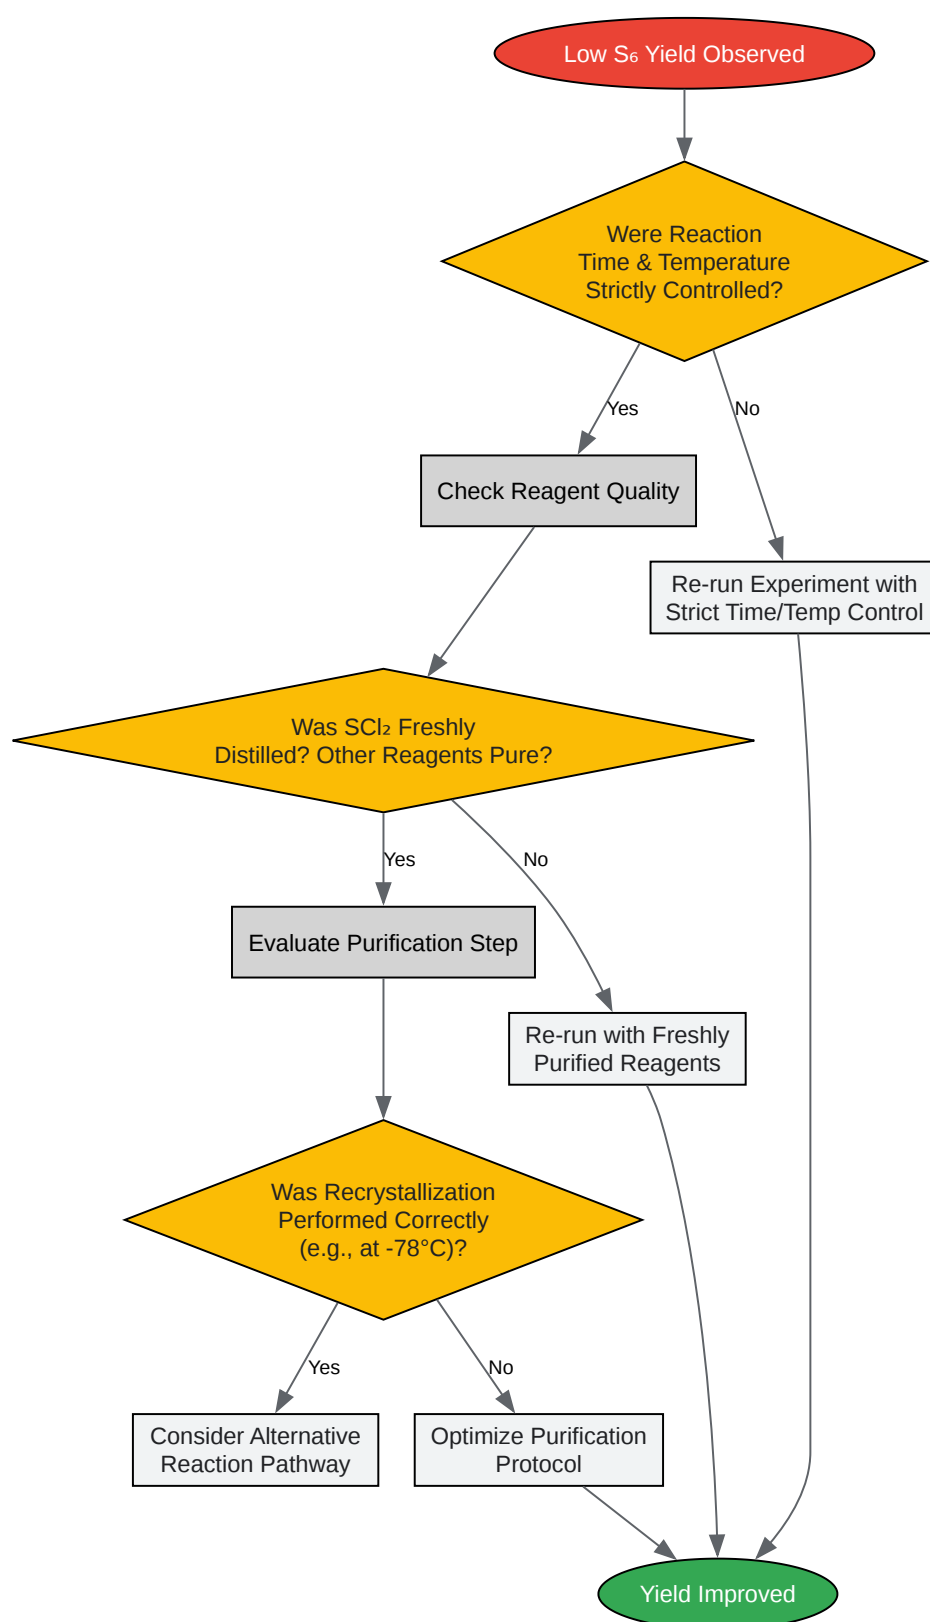 Low S₆ Yield Observed
Were Reaction
Time & Temperature
Strictly Controlled?
Yes
No
Check Reagent Quality
Re-run Experiment with
Strict Time/Temp Control
Was SCl₂ Freshly
Distilled? Other Reagents Pure?
Yes
No
Evaluate Purification Step
Re-run with Freshly
Purified Reagents
Was Recrystallization
Performed Correctly
(e.g., at -78°C)?
Yes
No
Consider Alternative
Reaction Pathway
Optimize Purification
Protocol
Yield Improved